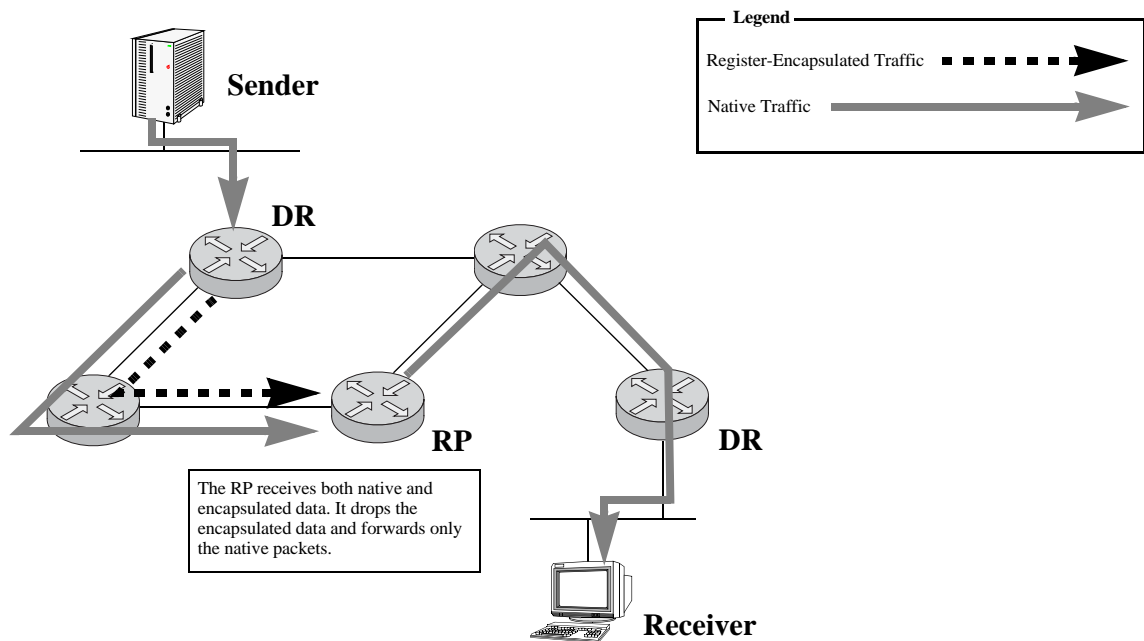 Legend
Register-Encapsulated Traffic
Native Traffic
Sender
DR
RP
DR
The RP receives both native and
encapsulated data. It drops the
encapsulated data and forwards only
the native packets.
Receiver